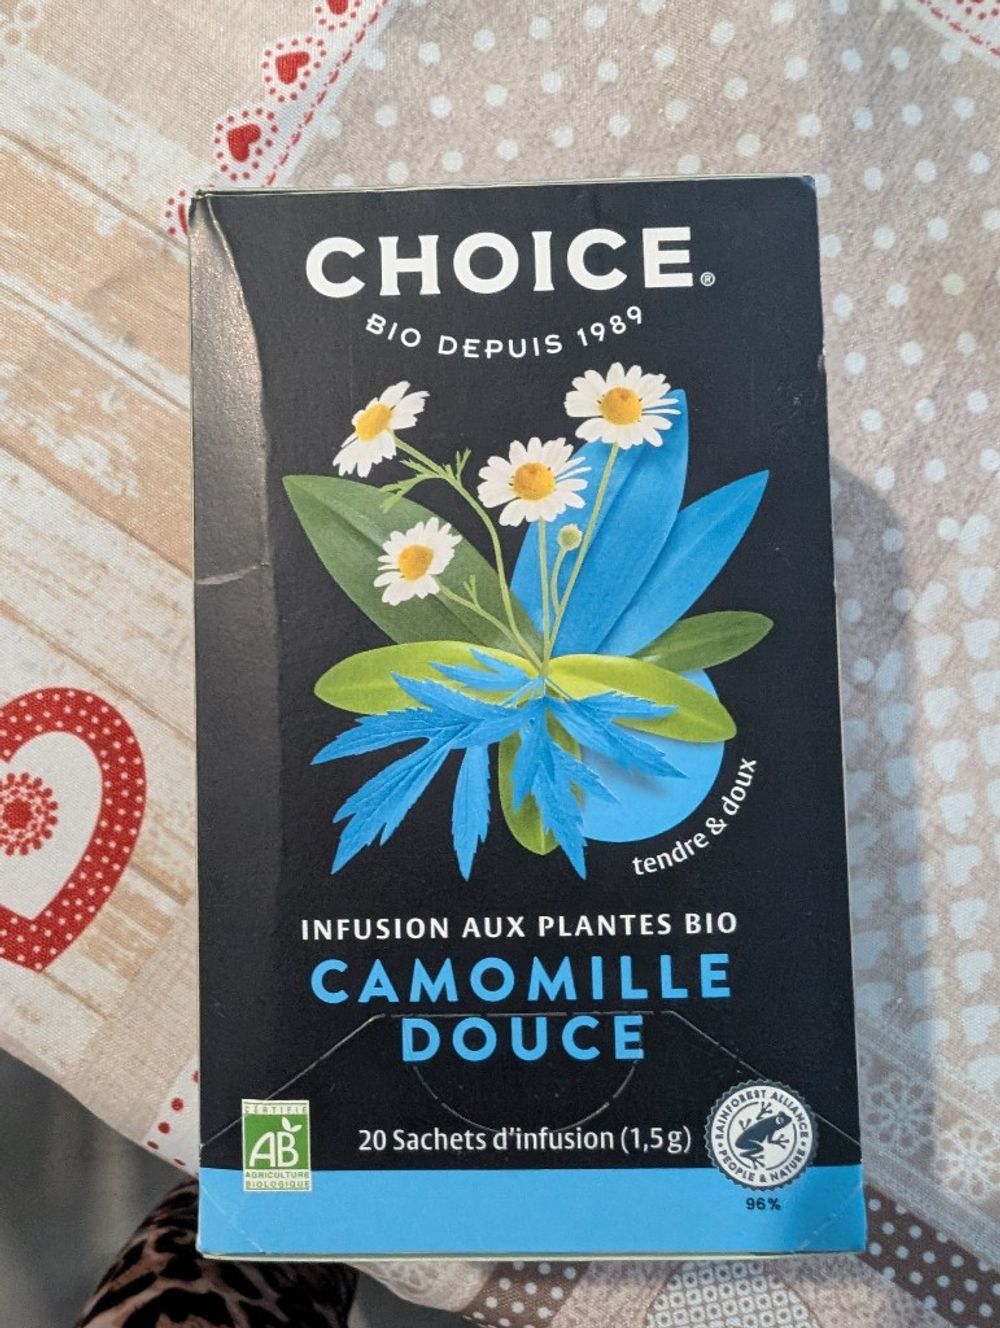 CHOICE®
BIO DEPUIS 1989
tendre & doux
INFUSION AUX PLANTES BIO
CAMOMILLE
DOUCE
CERTIFIÉ
AB
AGRICULTURE
BIOLOGIQUE
20 Sachets d'infusion (1,5 g)
RAINFOREST ALLIANCE
PEOPLE & NATURE
96%